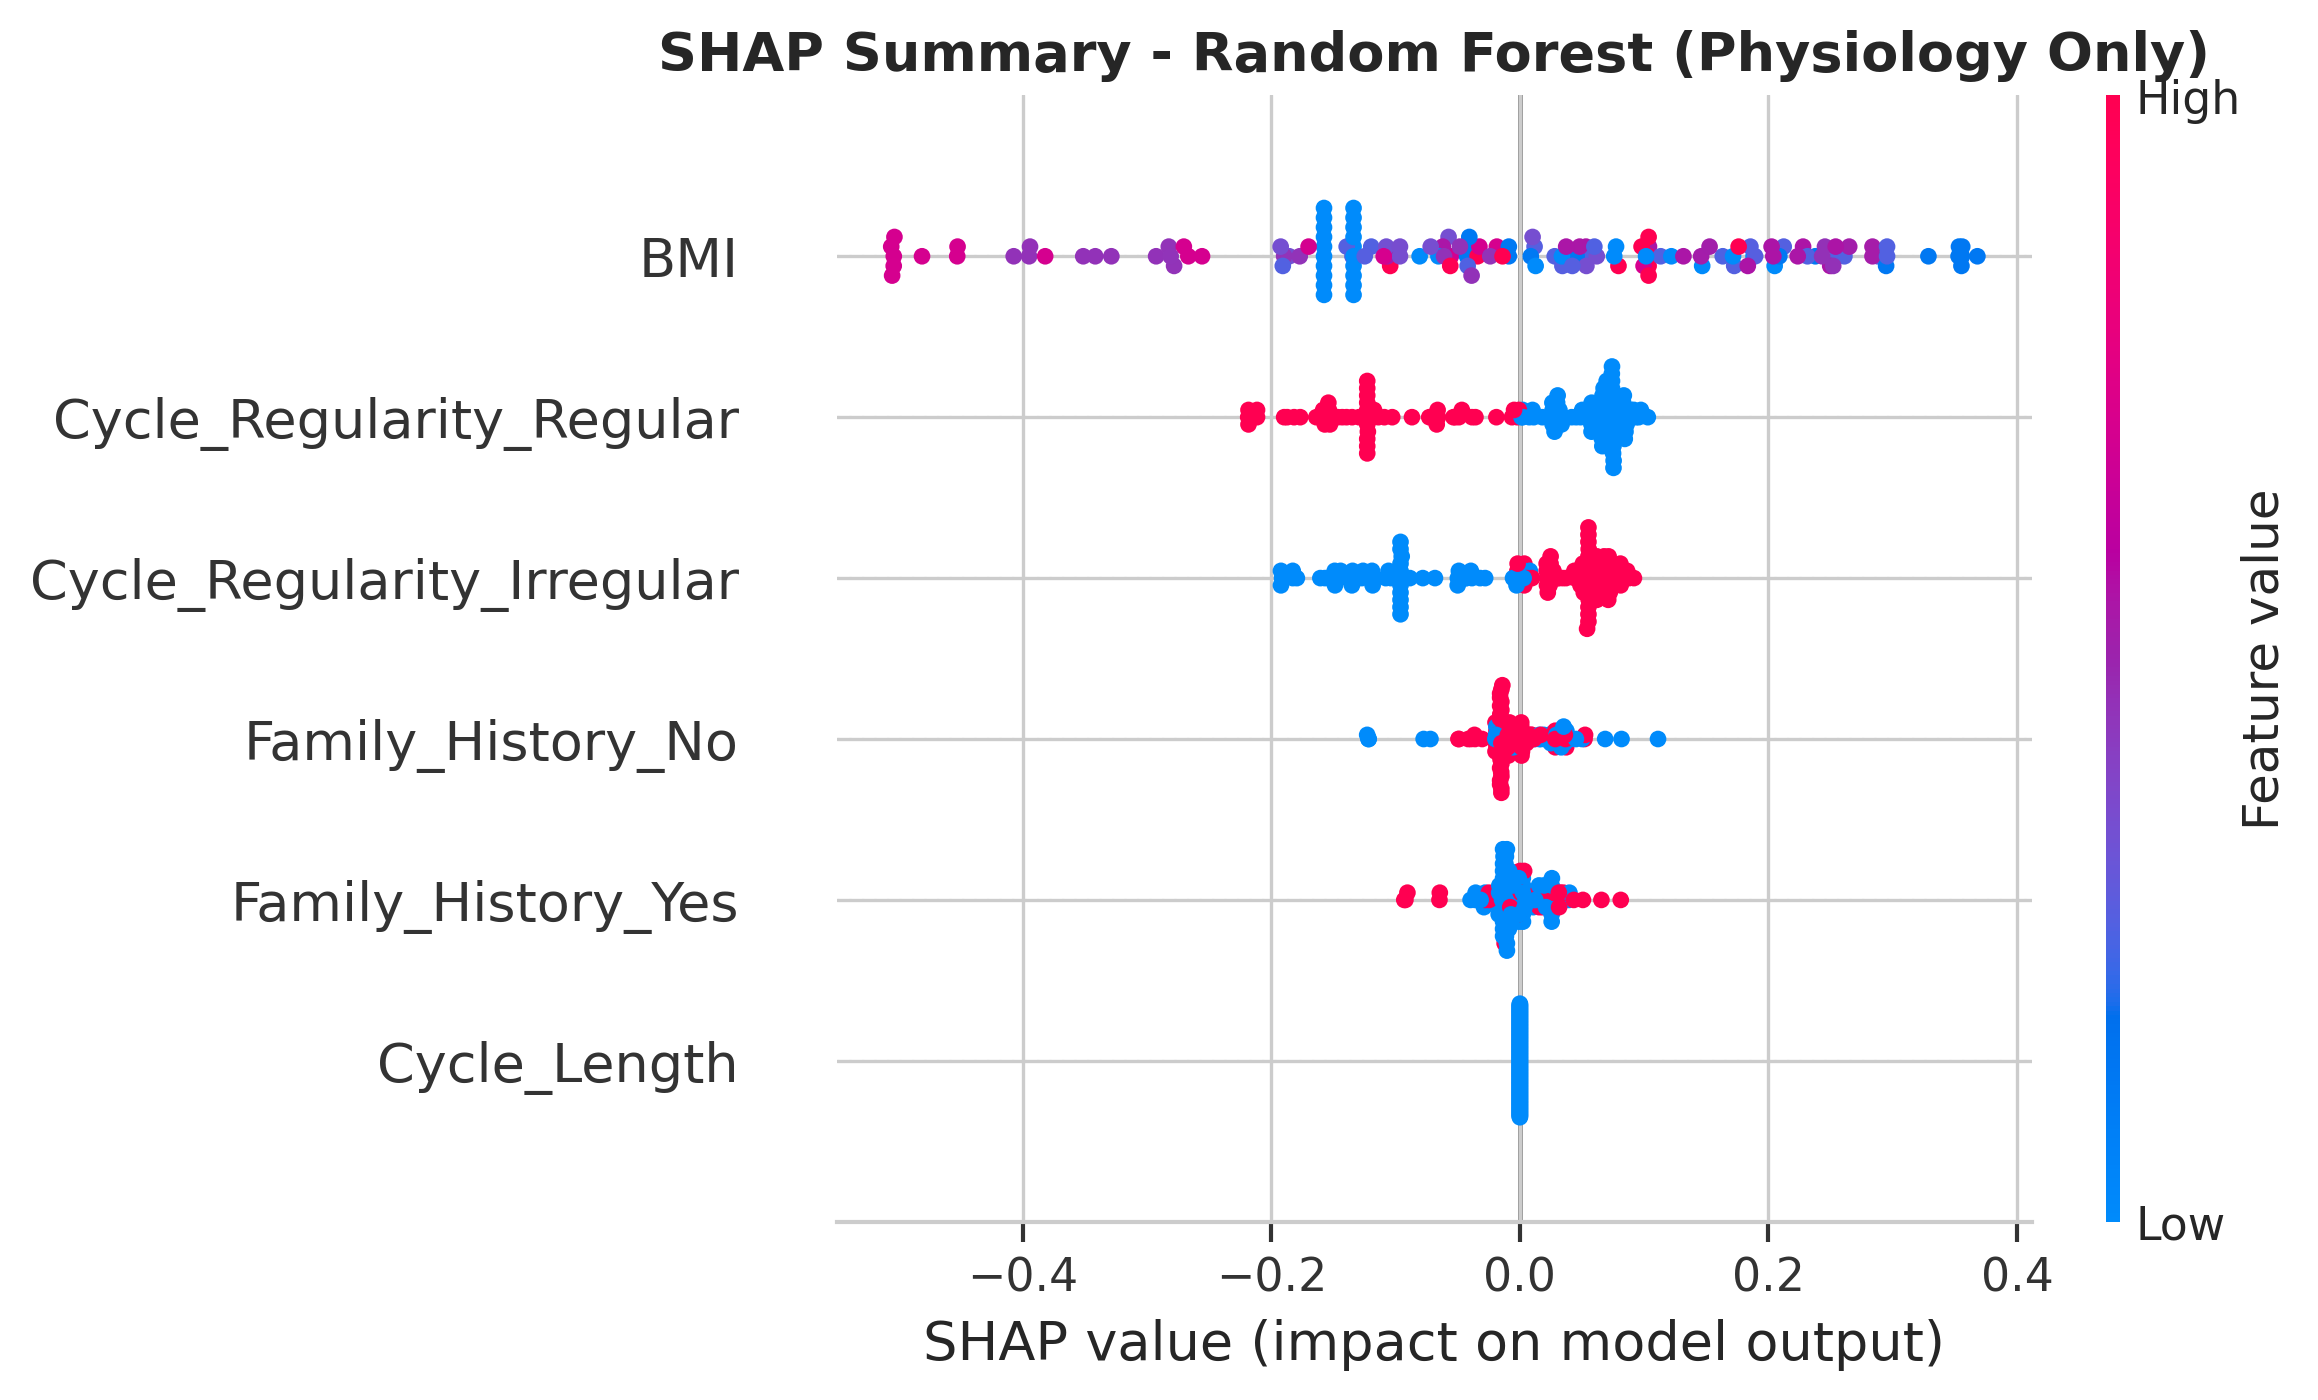 SHAP Summary - Random Forest (Physiology Only)
High
BMI
Cycle_Regularity_Regular
Cycle_Regularity_Irregular
Family_History_No
Family_History_Yes
Cycle_Length
Feature value
Low
−0.4 −0.2 0.0 0.2 0.4
SHAP value (impact on model output)